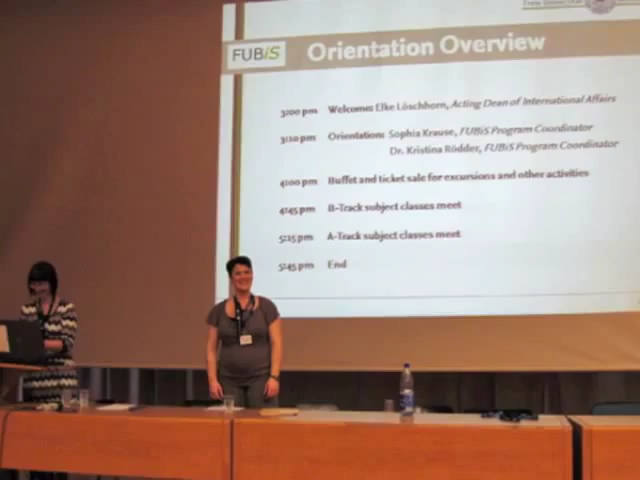 FUBiS Orientation Overview
3:00 pm Welcome: Elke Löschhorn, Acting Dean of International Affairs
3:10 pm Orientation: Sophia Krause, FUBiS Program Coordinator
Dr. Kristina Rödder, FUBiS Program Coordinator
4:00 pm Buffet and ticket sale for excursions and other activities
4:45 pm B-Track subject classes meet
5:15 pm A-Track subject classes meet
5:45 pm End